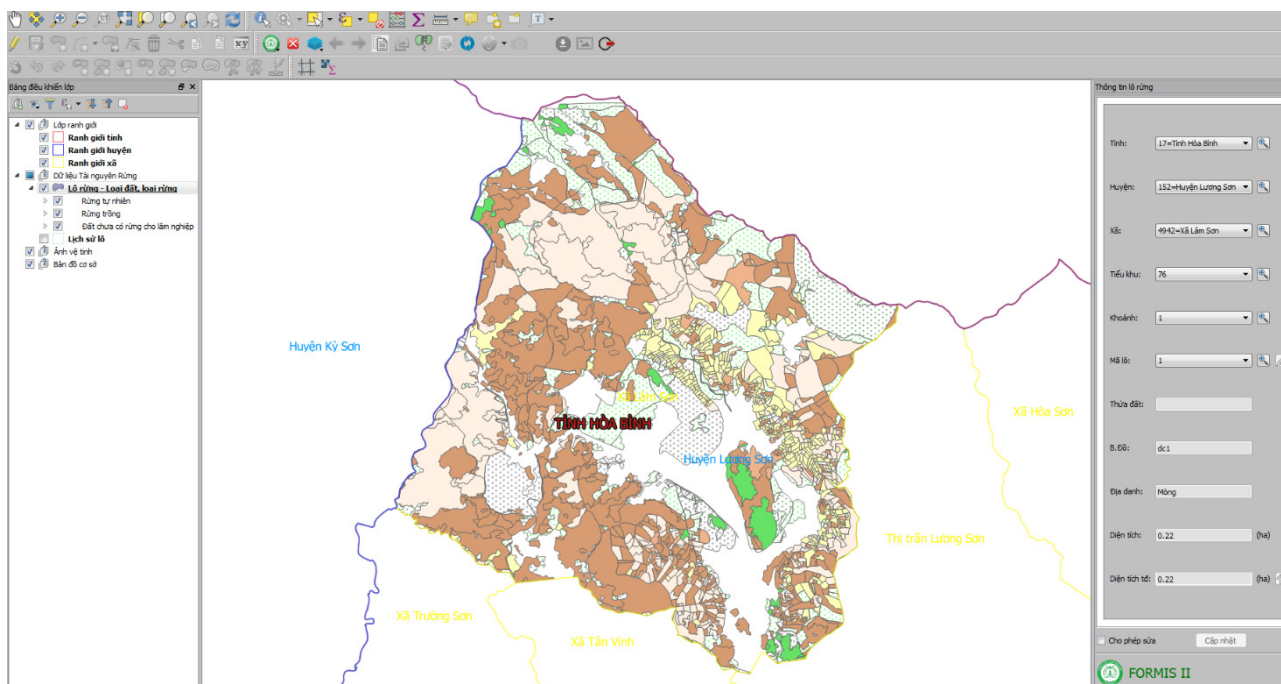 xy
T
Bảng điều khiển lớp
Lớp ranh giới
Ranh giới tỉnh
Ranh giới huyện
Ranh giới xã
Dữ liệu Tài nguyên Rừng
Lô rừng - Loại đất, loại rừng
Rừng tự nhiên
Rừng trồng
Đất chưa có rừng cho lâm nghiệp
Lịch sử lô
Ảnh vệ tinh
Bản đồ cơ sở
Huyện Kỳ Sơn
Xã Lâm Sơn
TỈNH HÒA BÌNH
Huyện Lương Sơn
Xã Hòa Sơn
Thị trấn Lương Sơn
Xã Trường Sơn
Xã Tân Vinh
Thông tin lô rừng
Tỉnh: 17=Tỉnh Hòa Bình
Huyện: 152=Huyện Lương Sơn
Xã: 4942=Xã Lâm Sơn
Tiểu khu: 76
Khoảnh: 1
Mã lô: 1
Thửa đất:
B.Đồ: dc1
Địa danh: Mòng
Diện tích: 0.22 (ha)
Diện tích tđ: 0.22 (ha)
Cho phép sửa Cập nhật
FORMIS II